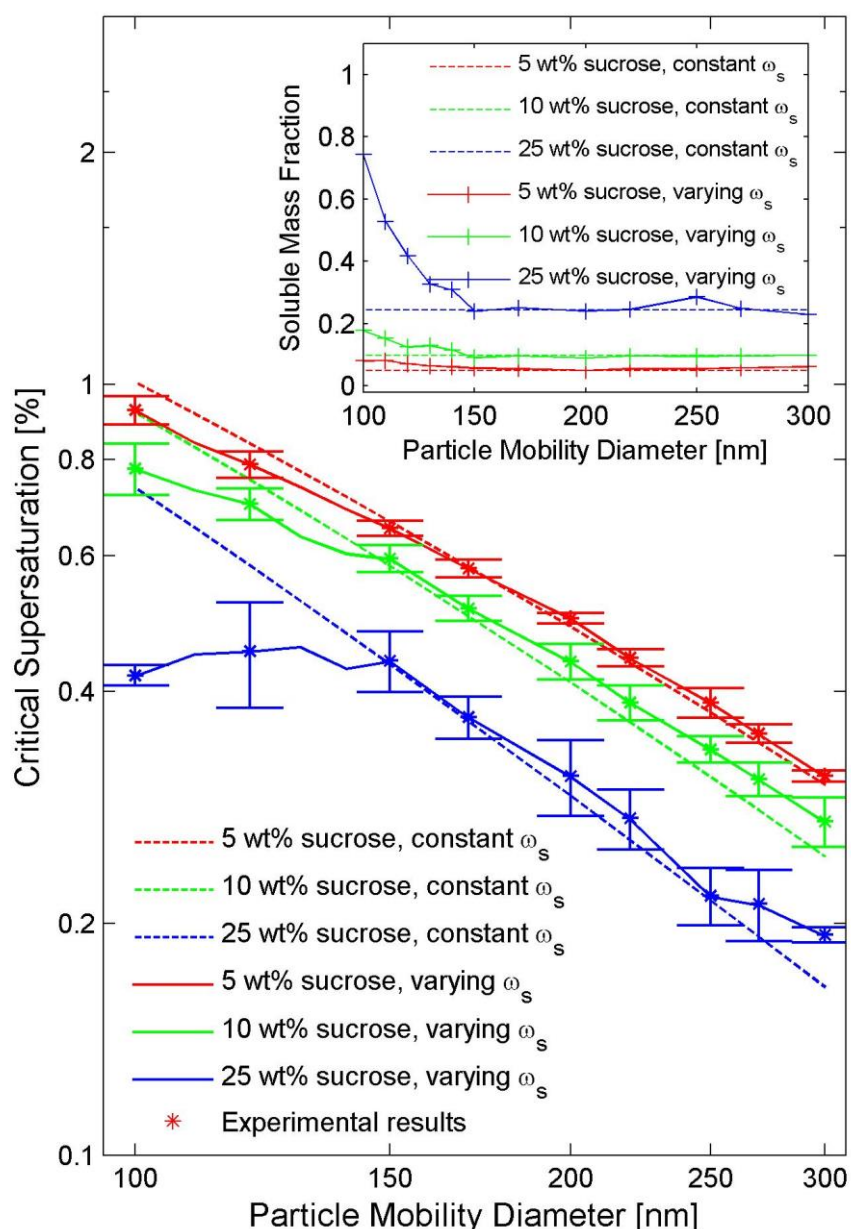 5 wt% sucrose, constant ωs
10 wt% sucrose, constant ωs
25 wt% sucrose, constant ωs
5 wt% sucrose, varying ωs
10 wt% sucrose, varying ωs
25 wt% sucrose, varying ωs
Soluble Mass Fraction
1
0.8
0.6
0.4
0.2
0
100 150 200 250 300
Particle Mobility Diameter [nm]
Critical Supersaturation [%]
2
1
0.8
0.6
0.4
0.2
0.1
5 wt% sucrose, constant ωs
10 wt% sucrose, constant ωs
25 wt% sucrose, constant ωs
5 wt% sucrose, varying ωs
10 wt% sucrose, varying ωs
25 wt% sucrose, varying ωs
Experimental results
100 150 200 250 300
Particle Mobility Diameter [nm]